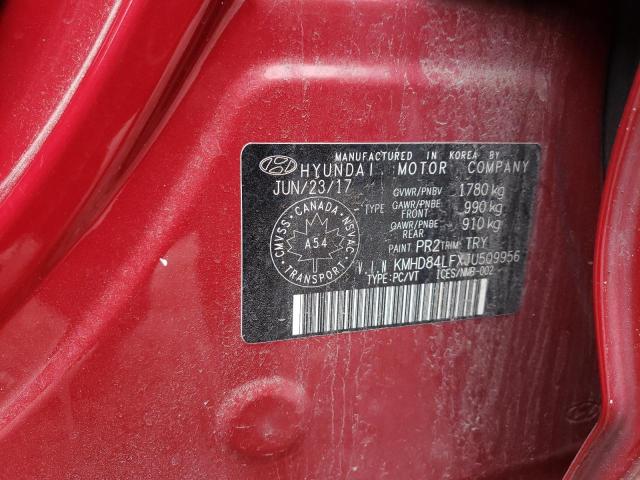 MANUFACTURED IN KOREA BY
HYUNDAI MOTOR COMPANY
JUN/23/17
GVWR/PNBV 1780 kg
TYPE GAWR/PNBE FRONT 990 kg
GAWR/PNBE REAR 910 kg
CMVSS · CANADA · NSVAC
A54
TRANSPORT
PAINT PR2 TRIM: TRY
V.I.N KMHD84LFXJU509956
TYPE:PC/VT ICES/NMB-002